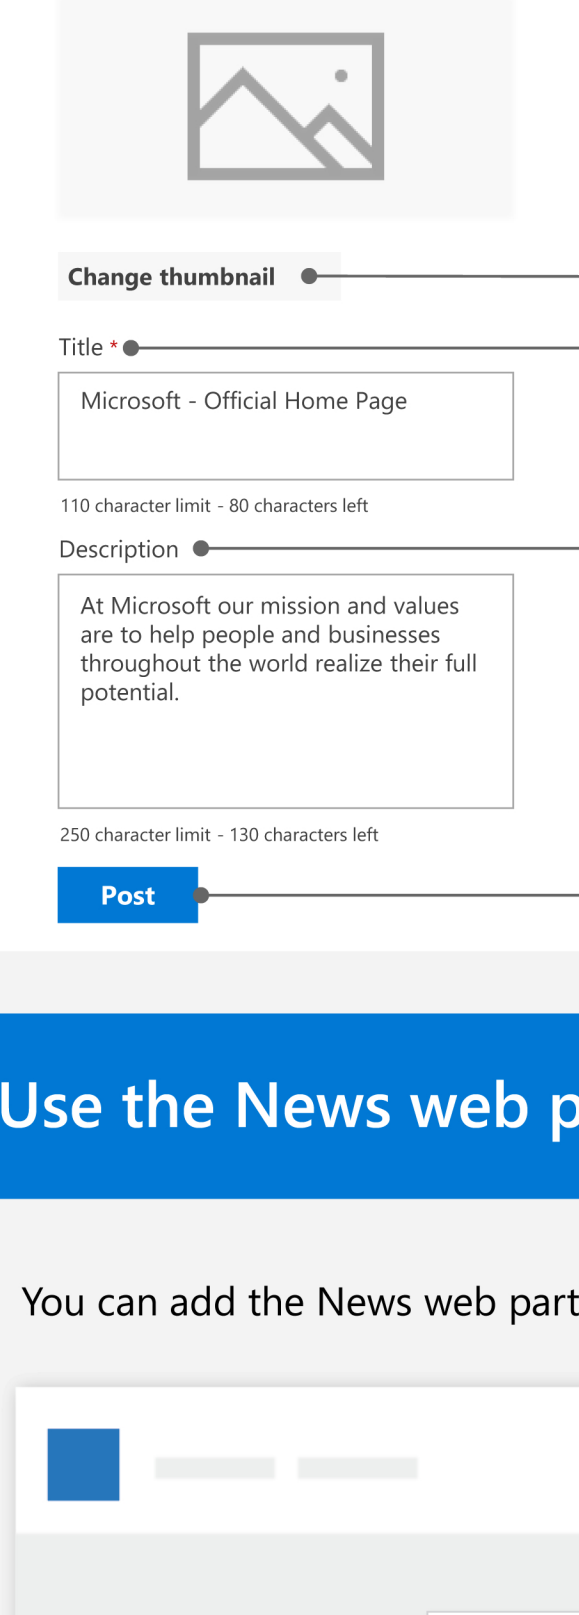 Change thumbnail
Title *
Microsoft - Official Home Page
110 character limit - 80 characters left
Description
At Microsoft our mission and values
are to help people and businesses
throughout the world realize their full
potential.
250 character limit - 130 characters left
Post
Use the News web
You can add the News web part